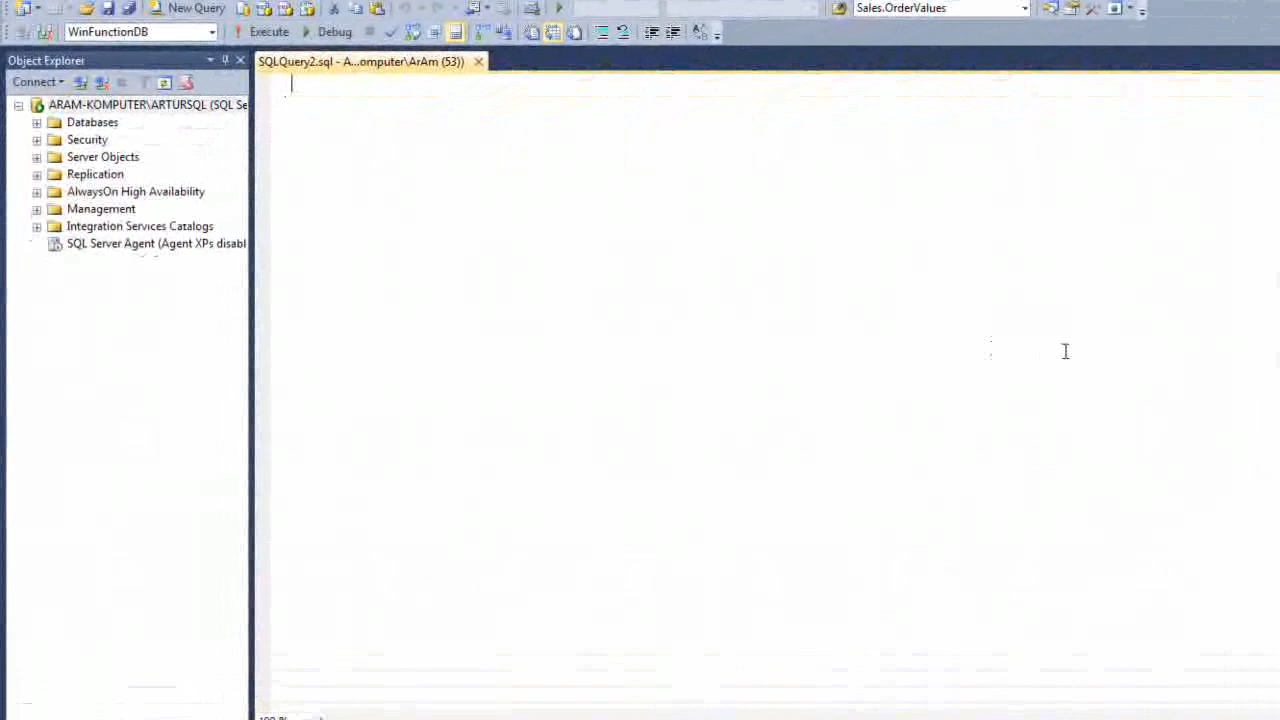 New Query
Sales.OrderValues
WinFunctionDB
Execute
Debug
Object Explorer
SQLQuery2.sql - A...omputer\ArAm (53))
Connect
ARAM-KOMPUTER\ARTURSQL (SQL Se
Databases
Security
Server Objects
Replication
AlwaysOn High Availability
Management
Integration Services Catalogs
SQL Server Agent (Agent XPs disabl